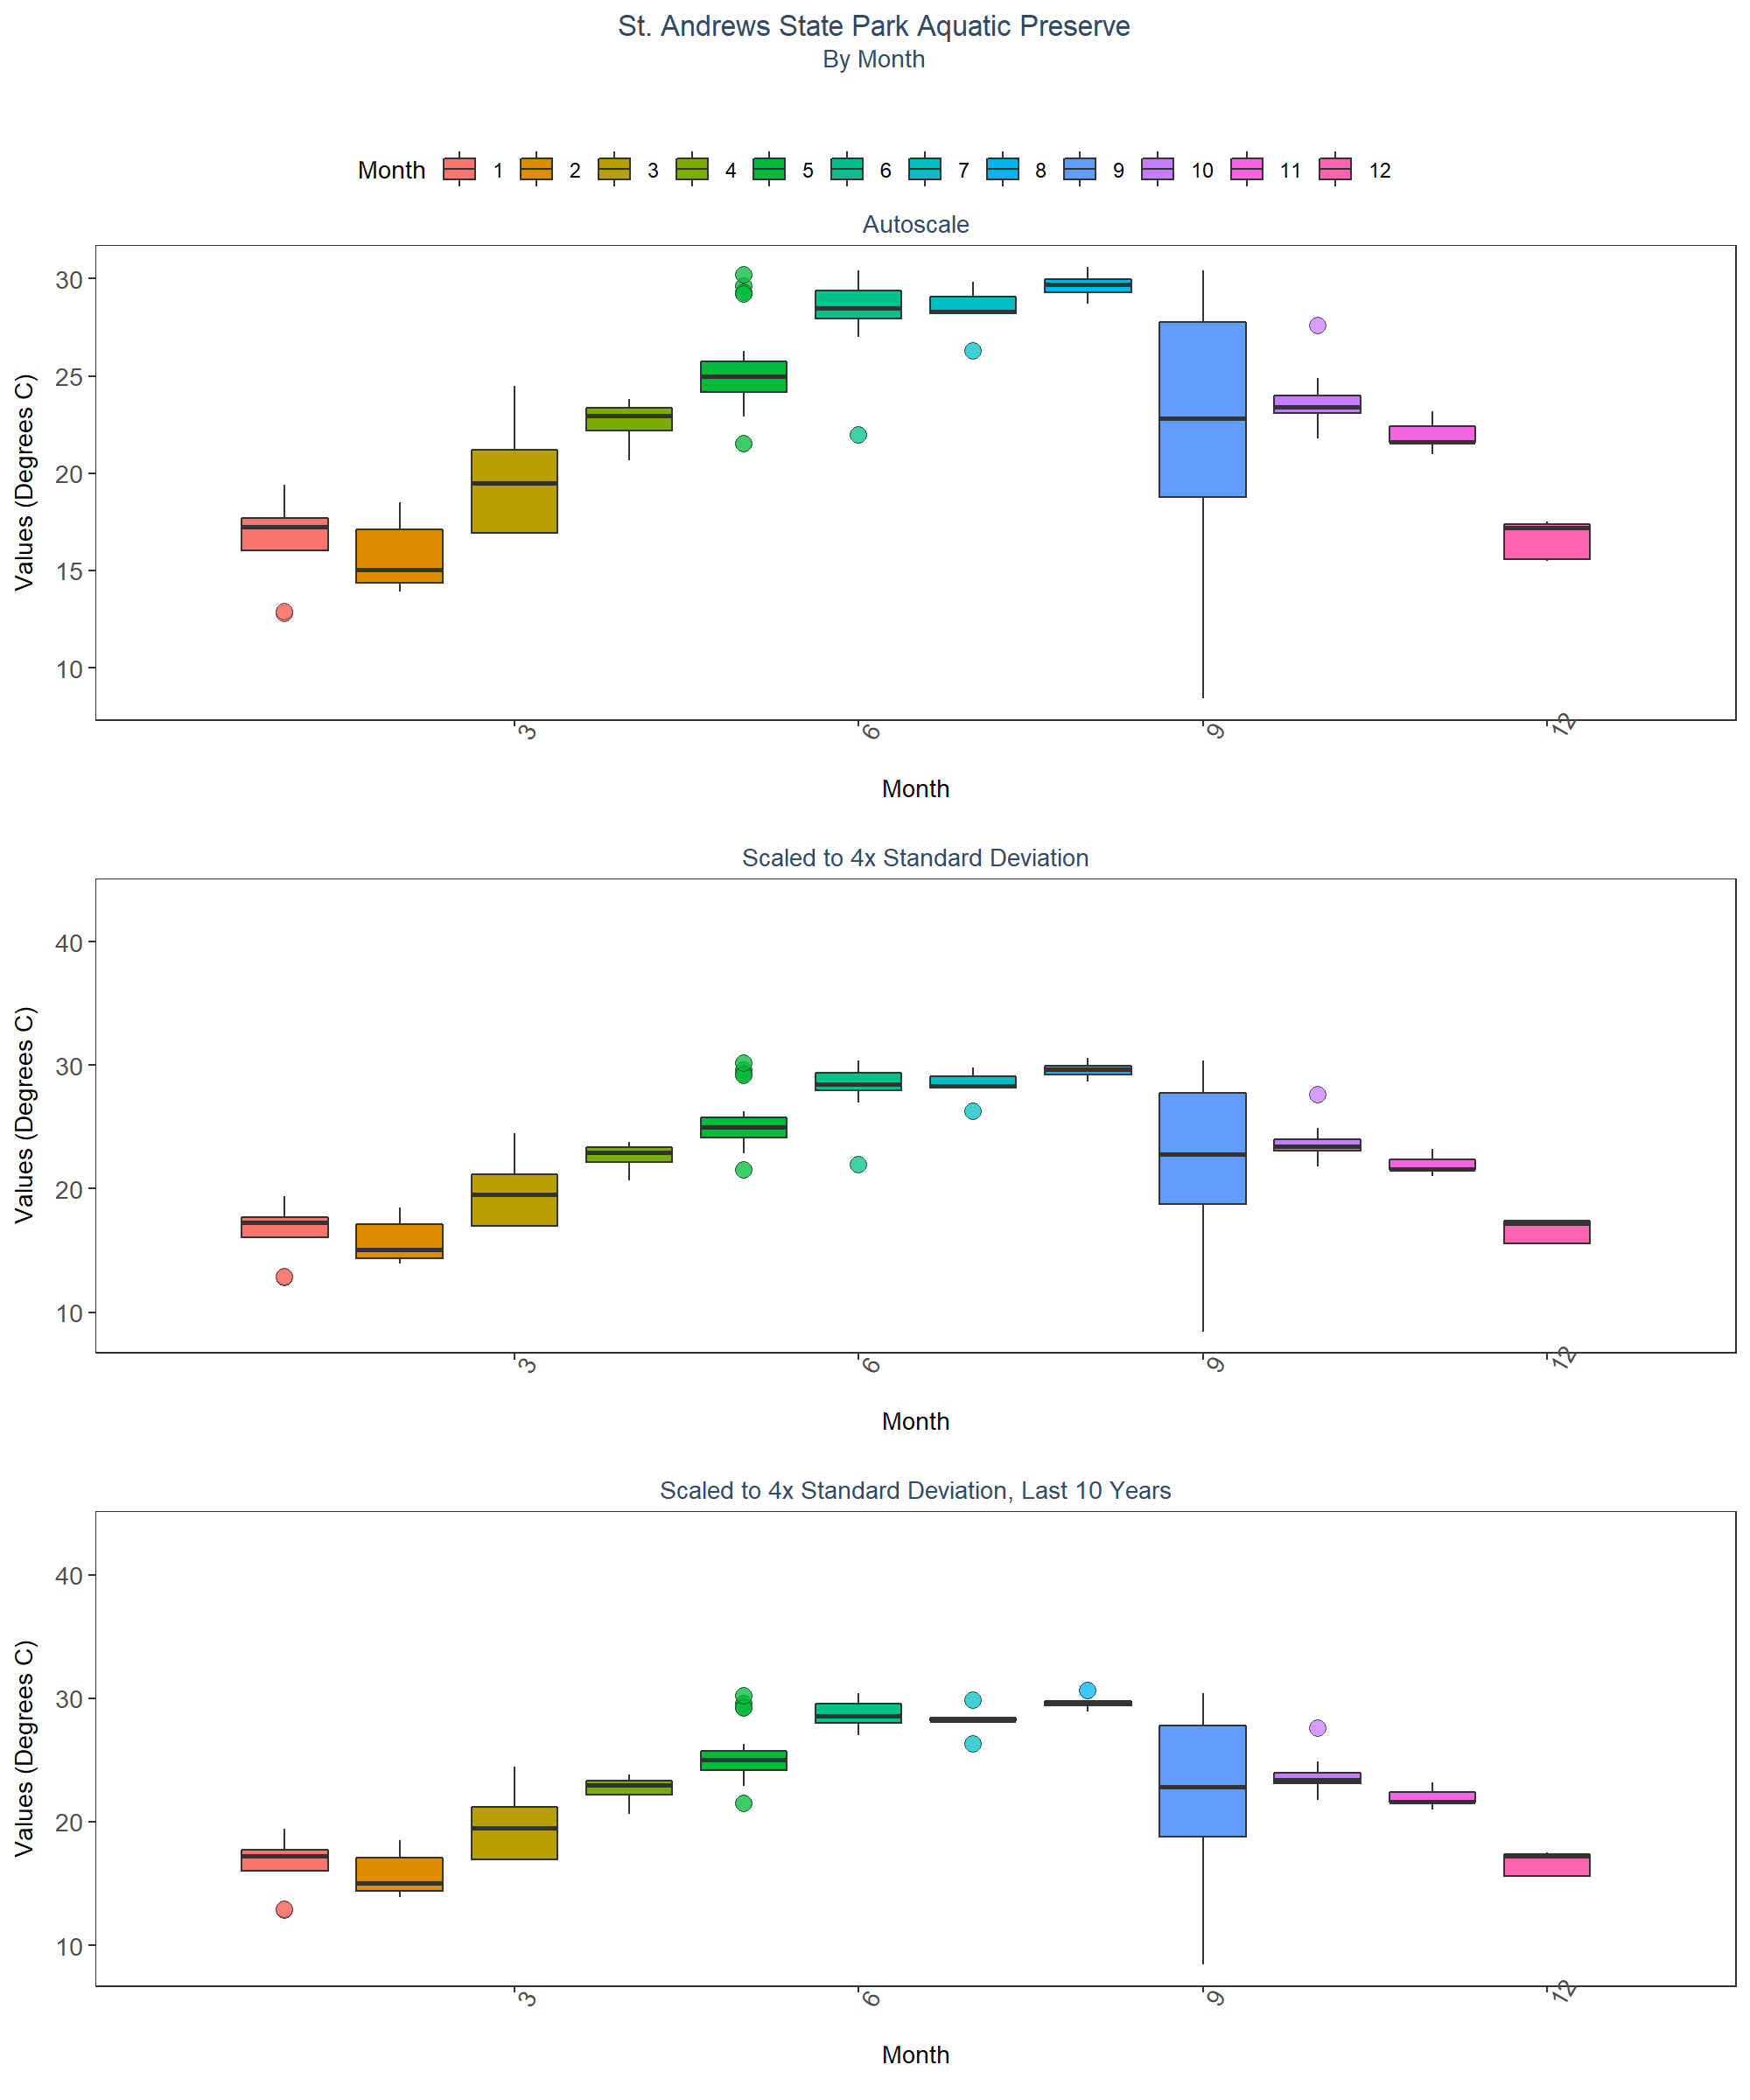 St. Andrews State Park Aquatic Preserve
By Month
Month 1 2 3 4 5 6 7 8 9 10 11 12
Autoscale
Values (Degrees C)
30
25
20
15
10
3 6 9 12
Month
Scaled to 4x Standard Deviation
Values (Degrees C)
40
30
20
10
3 6 9 12
Month
Scaled to 4x Standard Deviation, Last 10 Years
Values (Degrees C)
40
30
20
10
3 6 9 12
Month